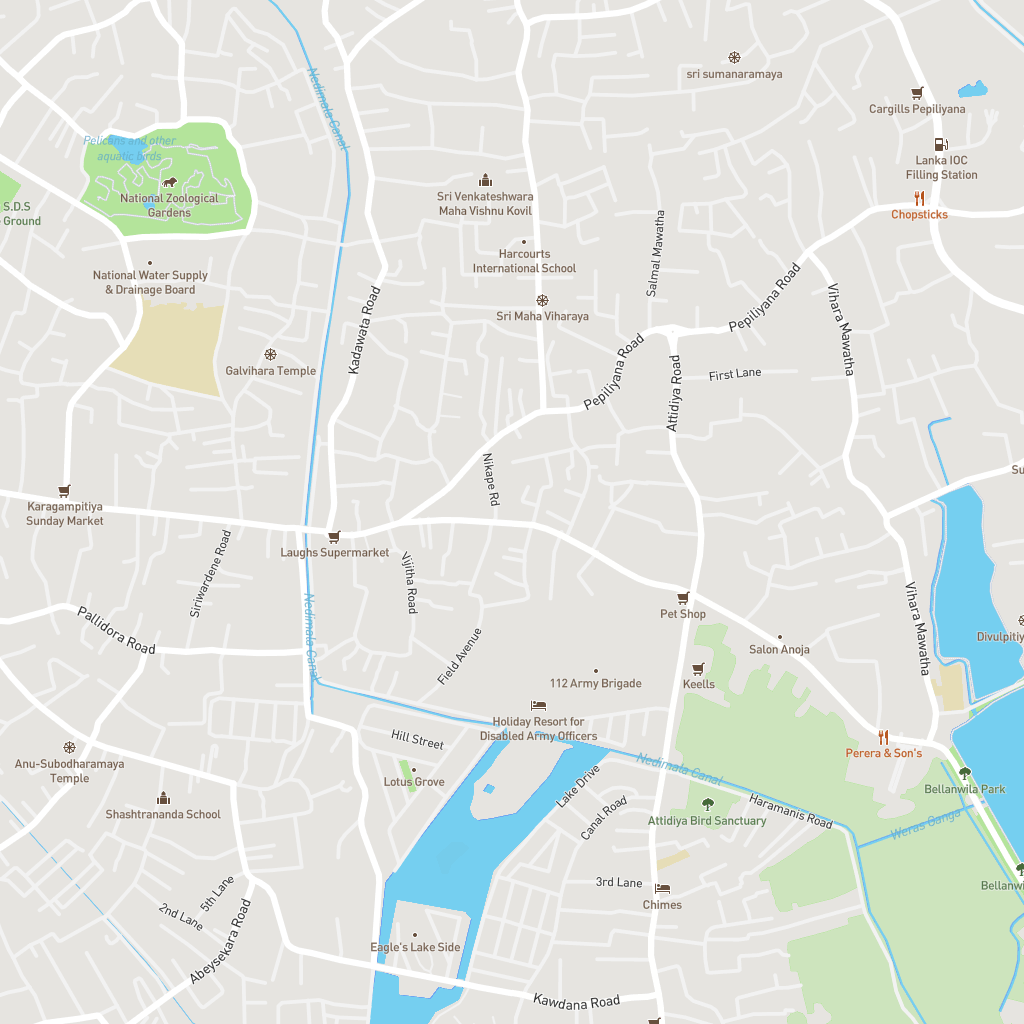 sri sumanaramaya
Cargills Pepiliyana
Nedimala Canal
Pelicans and other
aquatic birds
Lanka IOC
Filling Station
National Zoological
Gardens
Sri Venkateshwara
Maha Vishnu Kovil
S.D.S
Ground
Chopsticks
Salmal Mawatha
Harcourts
International School
National Water Supply
& Drainage Board
Pepiliyana Road
Vihara Mawatha
Sri Maha Viharaya
Kadawata Road
Galvihara Temple
Pepiliyana Road
First Lane
Attidiya Road
Nikape Rd
Su
Karagampitiya
Sunday Market
Laughs Supermarket
Siriwardene Road
Vijitha Road
Vihara Mawatha
Pallidora Road
Nedimala Canal
Field Avenue
Pet Shop
Salon Anoja
Divulpitiy
112 Army Brigade
Keells
Holiday Resort for
Disabled Army Officers
Hill Street
Perera & Son's
Anu-Subodharamaya
Temple
Lotus Grove
Nedimala Canal
Lake Drive
Bellanwila Park
Shashtrananda School
Canal Road
Attidiya Bird Sanctuary
Haramanis Road
Weras Ganga
3rd Lane
Chimes
Bellanwi
5th Lane
2nd Lane
Abeysekara Road
Eagle's Lake Side
Kawdana Road